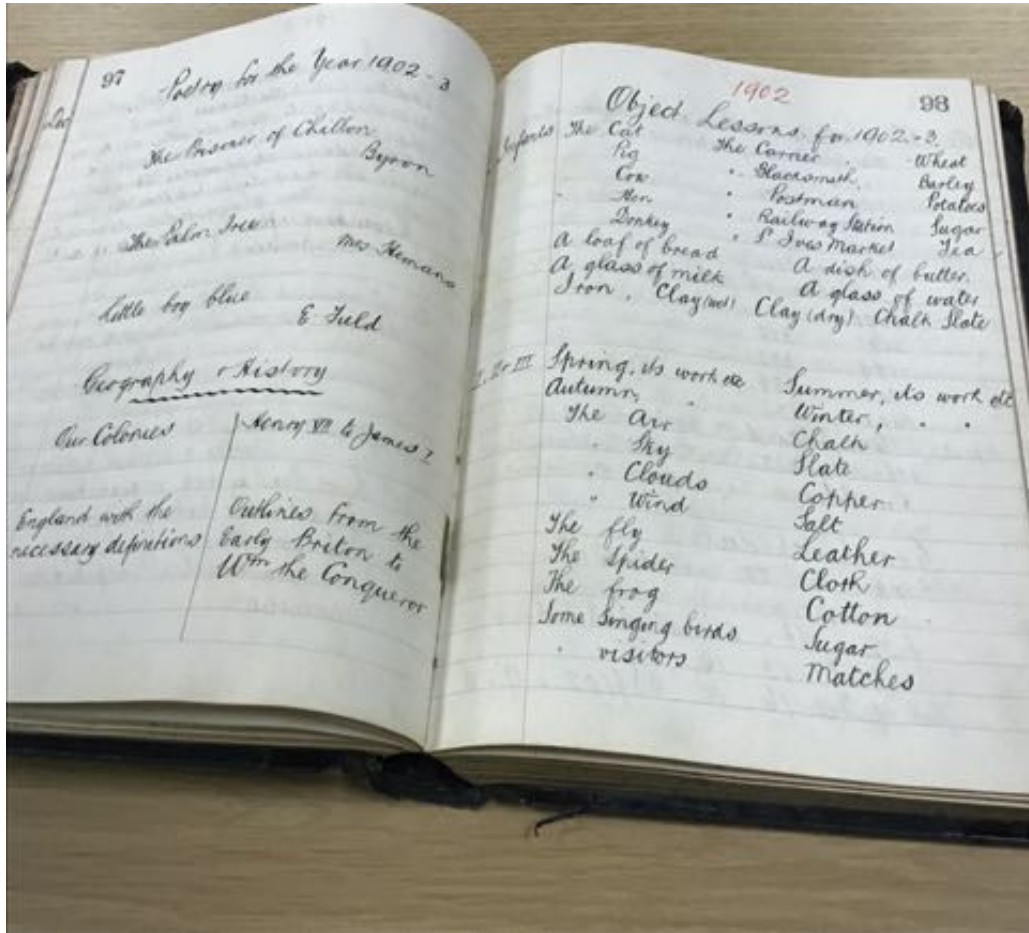 97
Poetry for the Year 1902-3
The Prisoner of Chillon
Byron
The Palm Tree
Mrs Hemans
Little boy blue
E Field
Geography & History
Our Colonies
Henry VII to James I
England with the
necessary definitions
Outlines from the
Early Briton to
Wm the Conqueror
1902
98
Object Lessons for 1902-3
Infants The Cat The Carrier Wheat
Pig " Blacksmith Barley
Cow " Postman Potatoes
Hen " Railway Station Sugar
Donkey " St Ives Market Tea
A loaf of bread A dish of butter
A glass of milk A glass of water
Iron, Clay (wet) Clay (dry) Chalk Slate
Spring, its work etc Summer, its work etc
Autumn, " Winter, " "
The Air Chalk
" Sky Slate
" Clouds Copper
" Wind Salt
The fly Leather
The Spider Cloth
The frog Cotton
Some Singing birds Sugar
" visitors Matches